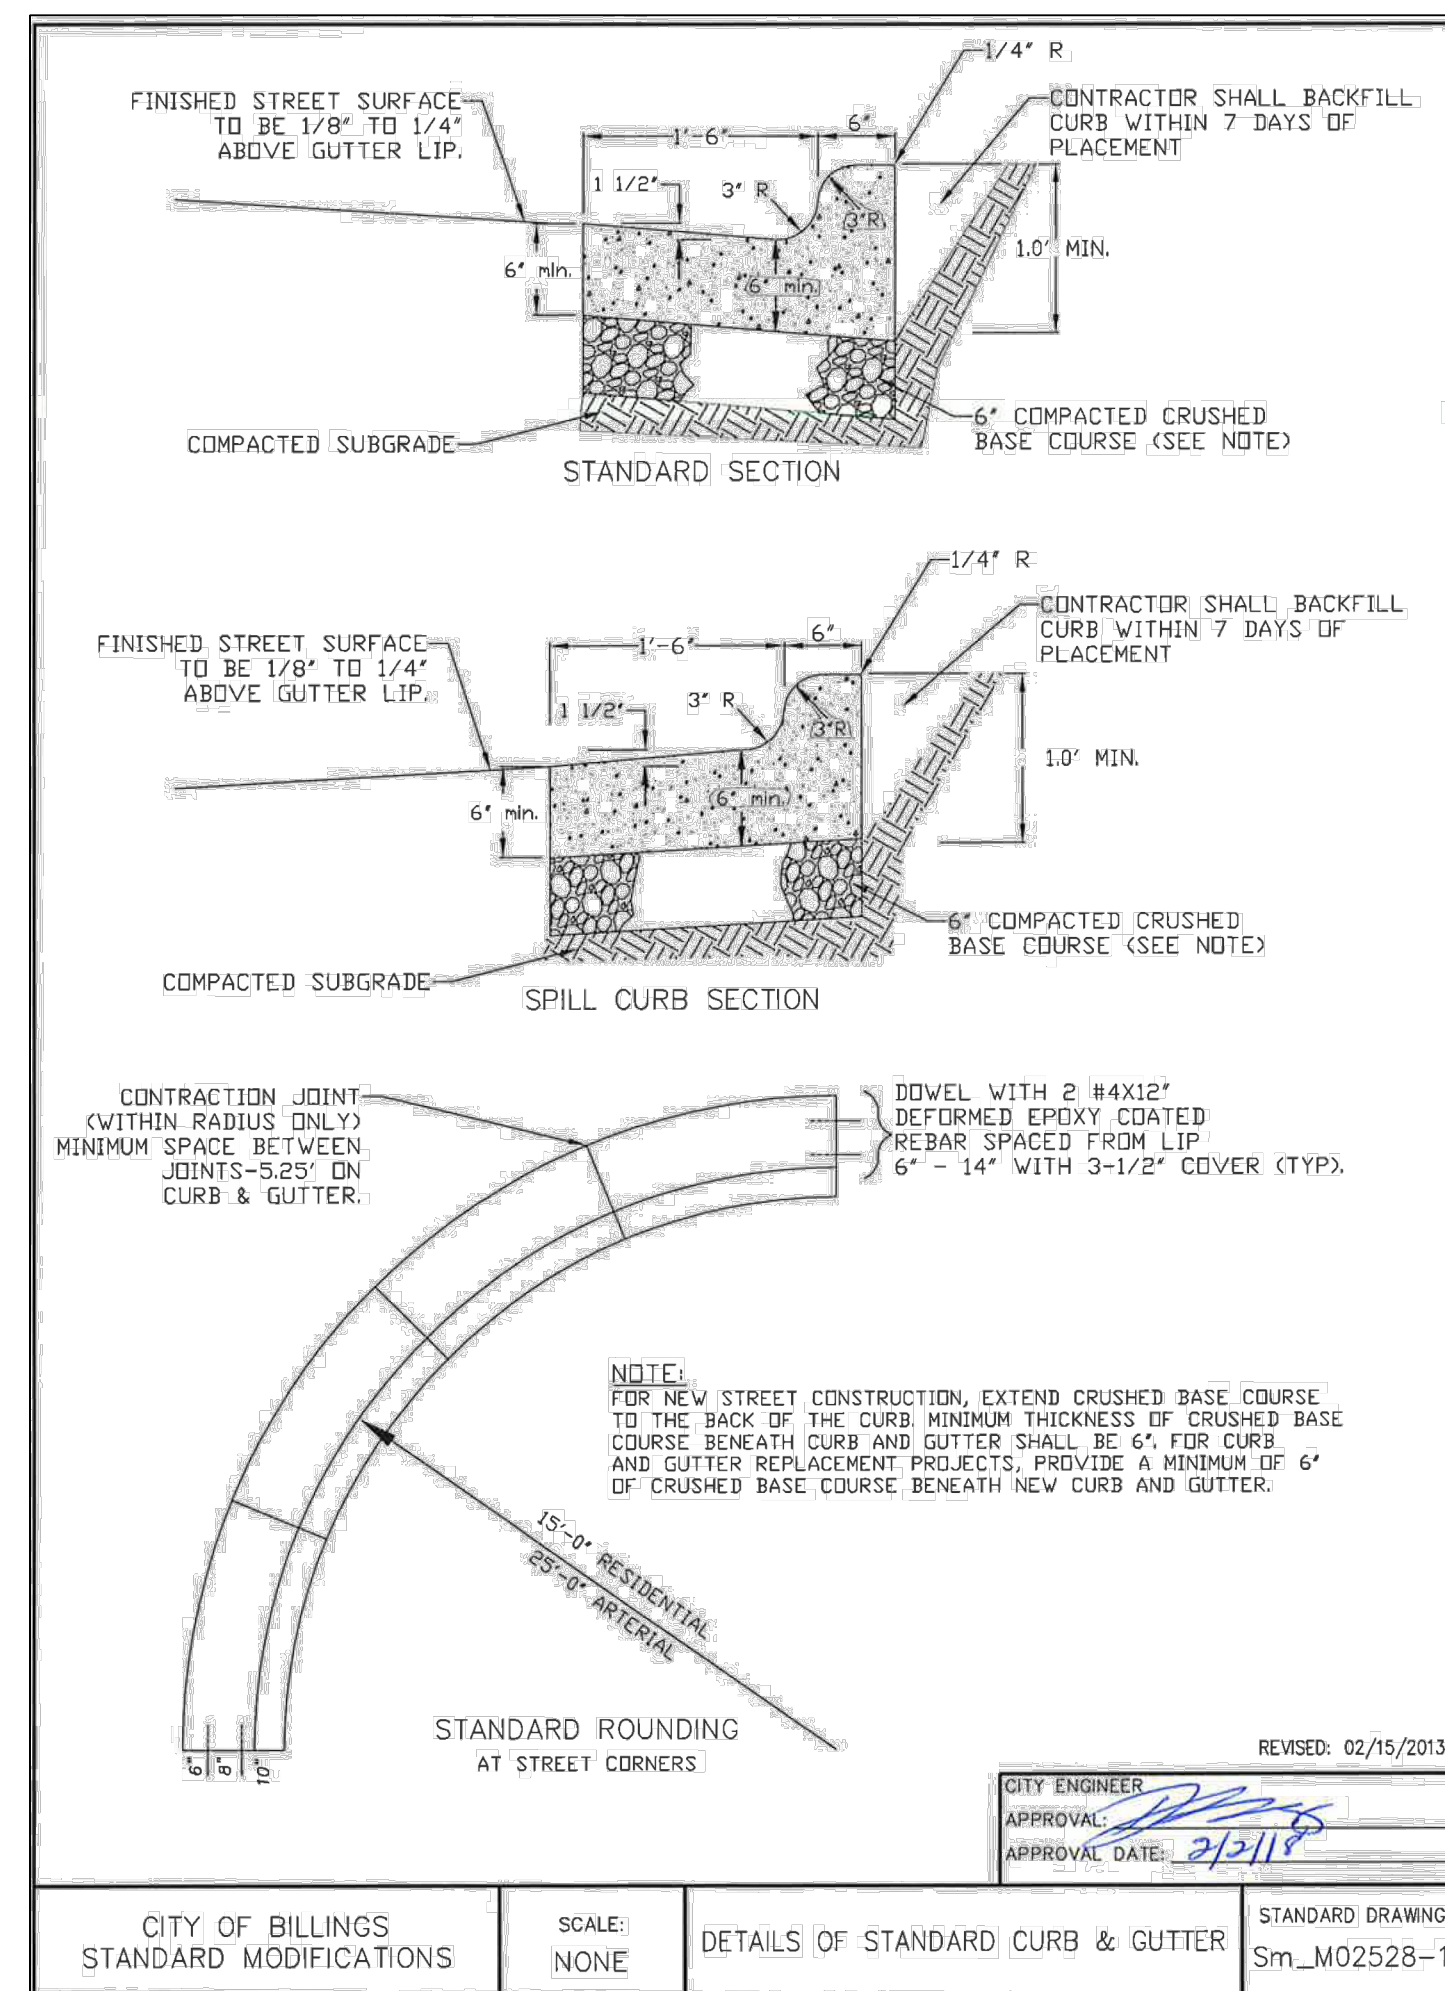 1/4" R
FINISHED STREET SURFACE
TO BE 1/8" TO 1/4"
ABOVE GUTTER LIP.
CONTRACTOR SHALL BACKFILL
CURB WITHIN 7 DAYS OF
PLACEMENT
1'-6"
6"
1 1/2"
3" R
3"R
6" min.
6" min.
1.0' MIN.
COMPACTED SUBGRADE
6" COMPACTED CRUSHED
BASE COURSE (SEE NOTE)
STANDARD SECTION
1/4" R
FINISHED STREET SURFACE
TO BE 1/8" TO 1/4"
ABOVE GUTTER LIP.
CONTRACTOR SHALL BACKFILL
CURB WITHIN 7 DAYS OF
PLACEMENT
1'-6"
6"
1 1/2"
3" R
3"R
6" min.
6" min.
1.0' MIN.
6" COMPACTED CRUSHED
BASE COURSE (SEE NOTE)
COMPACTED SUBGRADE
SPILL CURB SECTION
CONTRACTION JOINT
(WITHIN RADIUS ONLY)
MINIMUM SPACE BETWEEN
JOINTS-5.25' ON
CURB & GUTTER.
DOWEL WITH 2 #4X12"
DEFORMED EPOXY COATED
REBAR SPACED FROM LIP
6" - 14" WITH 3-1/2" COVER (TYP).
NOTE:
FOR NEW STREET CONSTRUCTION, EXTEND CRUSHED BASE COURSE
TO THE BACK OF THE CURB. MINIMUM THICKNESS OF CRUSHED BASE
COURSE BENEATH CURB AND GUTTER SHALL BE 6". FOR CURB
AND GUTTER REPLACEMENT PROJECTS, PROVIDE A MINIMUM OF 6"
OF CRUSHED BASE COURSE BENEATH NEW CURB AND GUTTER.
15'-0" RESIDENTIAL
25'-0" ARTERIAL
STANDARD ROUNDING
AT STREET CORNERS
6"
8"
10"
REVISED: 02/15/2013
CITY ENGINEER
APPROVAL:
APPROVAL DATE: 2/2/18
CITY OF BILLINGS
STANDARD MODIFICATIONS
SCALE:
NONE
DETAILS OF STANDARD CURB & GUTTER
STANDARD DRAWING
Sm_M02528-1